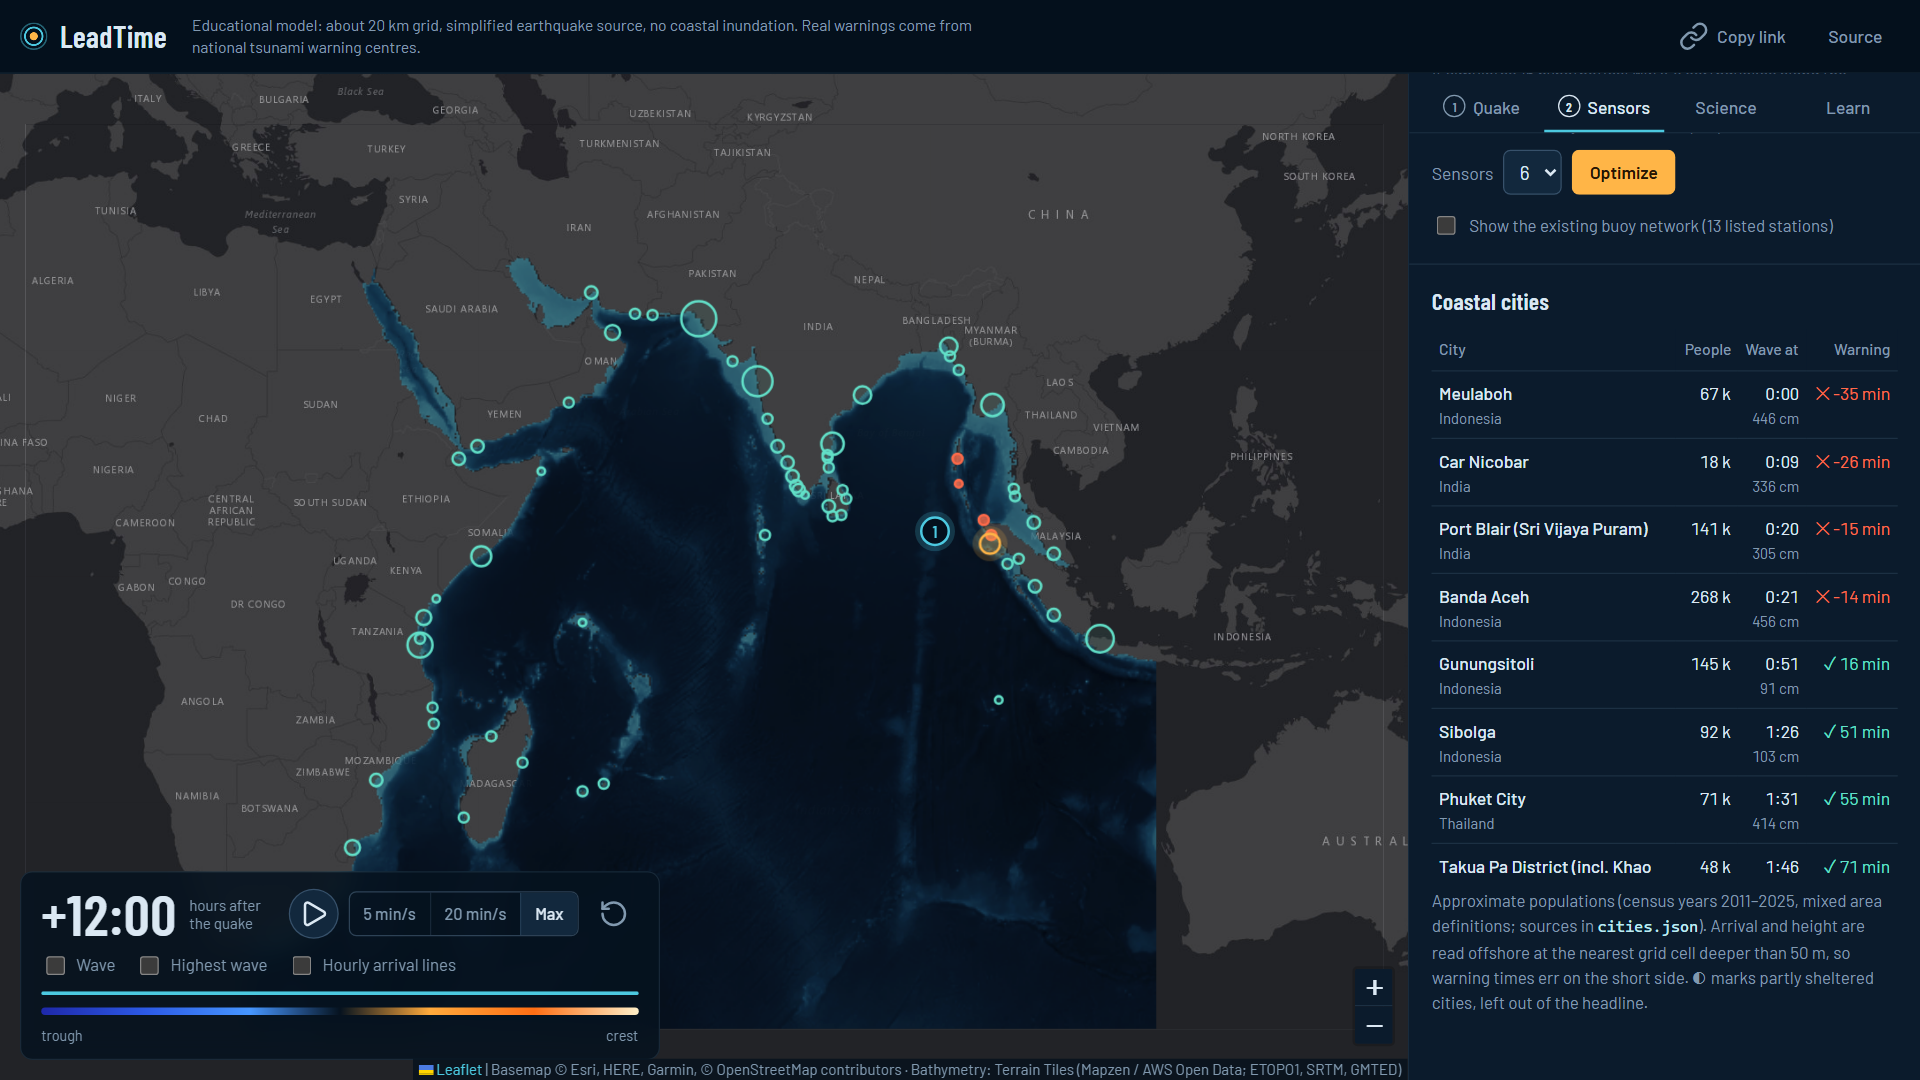 LeadTime
Educational model: about 20 km grid, simplified earthquake source, no coastal inundation. Real warnings come from
national tsunami warning centres.
Copy link
Source
1 Quake
2 Sensors
Science
Learn
Sensors
6
Optimize
Show the existing buoy network (13 listed stations)
Coastal cities
City People Wave at Warning
Meulaboh 67 k 0:00 ✕ -35 min
Indonesia 446 cm
Car Nicobar 18 k 0:09 ✕ -26 min
India 336 cm
Port Blair (Sri Vijaya Puram) 141 k 0:20 ✕ -15 min
India 305 cm
Banda Aceh 268 k 0:21 ✕ -14 min
Indonesia 456 cm
Gunungsitoli 145 k 0:51 ✓ 16 min
Indonesia 91 cm
Sibolga 92 k 1:26 ✓ 51 min
Indonesia 103 cm
Phuket City 71 k 1:31 ✓ 55 min
Thailand 414 cm
Takua Pa District (incl. Khao 48 k 1:46 ✓ 71 min
Approximate populations (census years 2011–2025, mixed area
definitions; sources in cities.json). Arrival and height are
read offshore at the nearest grid cell deeper than 50 m, so
warning times err on the short side. ◐ marks partly sheltered
cities, left out of the headline.
ITALY
BULGARIA
Black Sea
GEORGIA
UZBEKISTAN
KYRGYZSTAN
NORTH KOREA
GREECE
TURKEY
TURKMENISTAN
TAJIKISTAN
SOUTH KOREA
SYRIA
TUNISIA
Mediterranean
Sea
AFGHANISTAN
CHINA
IRAN
ALGERIA
LIBYA
EGYPT
PAKISTAN
NEPAL
SAUDI ARABIA
INDIA
BANGLADESH
MYANMAR
(BURMA)
OMAN
LAOS
ALI
NIGER
CHAD
SUDAN
YEMEN
THAILAND
VIETNAM
INA FASO
CAMBODIA
PHILIPPINES
NIGERIA
GHANA
RE
CENTRAL
AFRICAN
REPUBLIC
SOUTH SUDAN
ETHIOPIA
CAMEROON
SOMALI
1
MALAYSIA
UGANDA
KENYA
GABON
CONGO
DR CONGO
TANZANIA
INDONESIA
ANGOLA
ZAMBIA
MOZAMBIC
ZIMBABWE
MADAGASC
NAMIBIA
BOTSWANA
AUSTRAL
+12:00
hours after
the quake
5 min/s
20 min/s
Max
Wave
Highest wave
Hourly arrival lines
trough
crest
+
−
Leaflet | Basemap © Esri, HERE, Garmin, © OpenStreetMap contributors · Bathymetry: Terrain Tiles (Mapzen / AWS Open Data; ETOPO1, SRTM, GMTED)